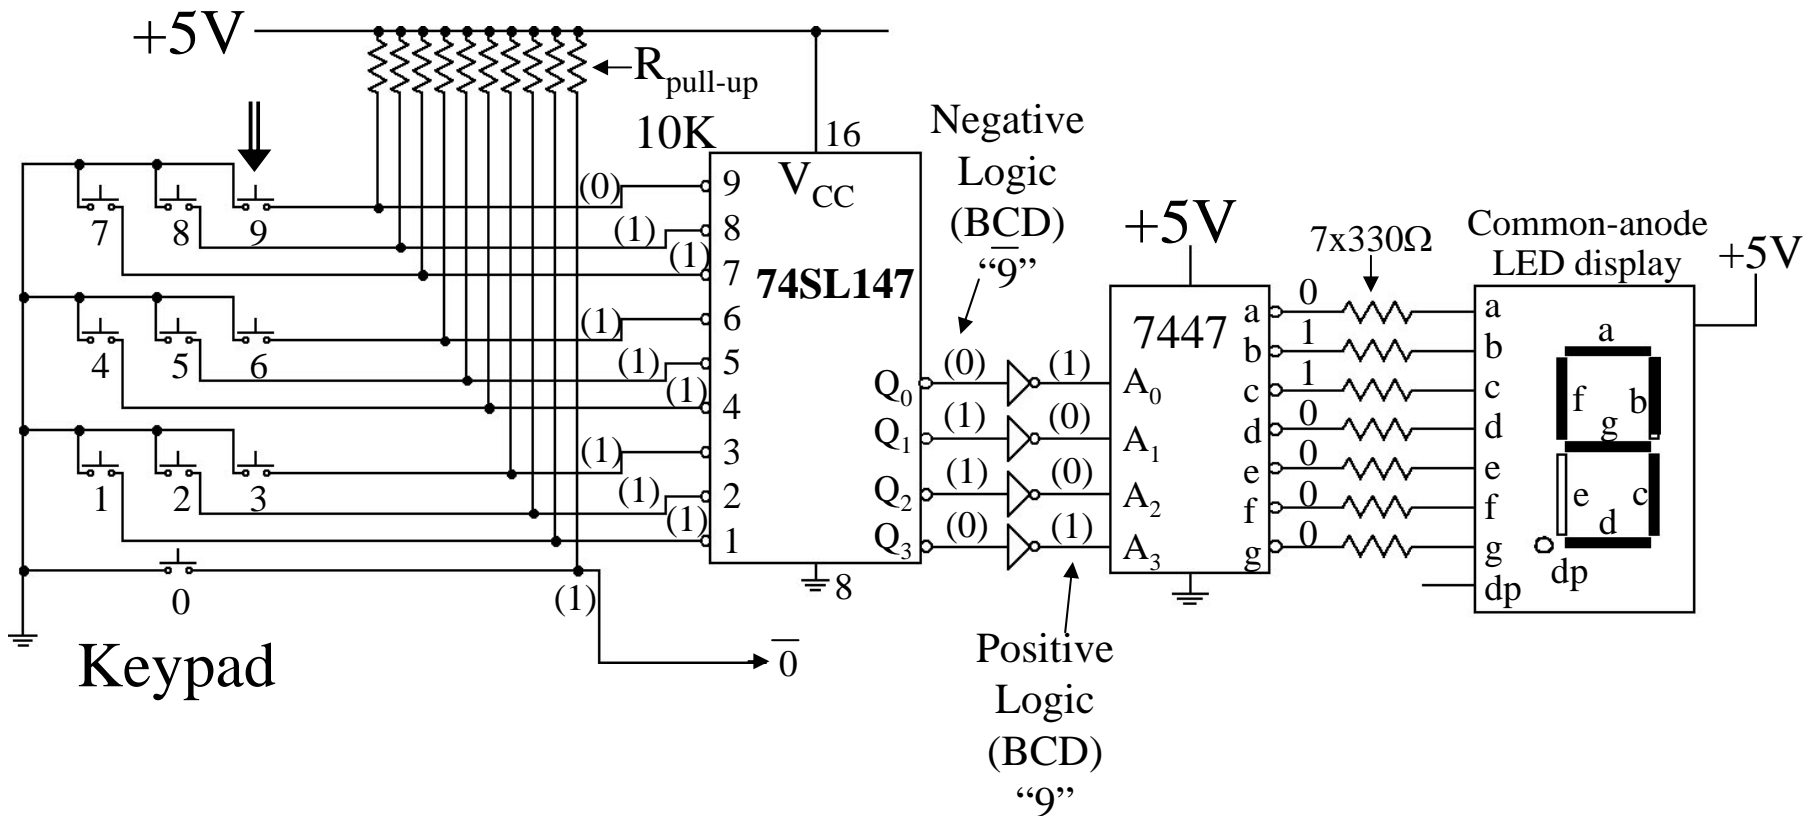 +5V
R pull-up
10K
16
9
8
7
6
5
4
3
2
1
V CC
74SL147
Q0
Q1
Q2
Q3
8
(0)
(1)
(1)
(1)
(1)
(1)
(1)
(1)
(1)
(1)
7 8 9
4 5 6
1 2 3
0
Keypad
0̅
Negative
Logic
(BCD)
“9̅”
(0) (1)
(1) (0)
(1) (0)
(0) (1)
Positive
Logic
(BCD)
“9”
+5V
7447
A0
A1
A2
A3
a
b
c
d
e
f
g
7x330Ω
0
1
1
0
0
0
0
Common-anode
LED display
+5V
a
b
c
d
e
f
g
dp
a
f b
g
e c
d
dp